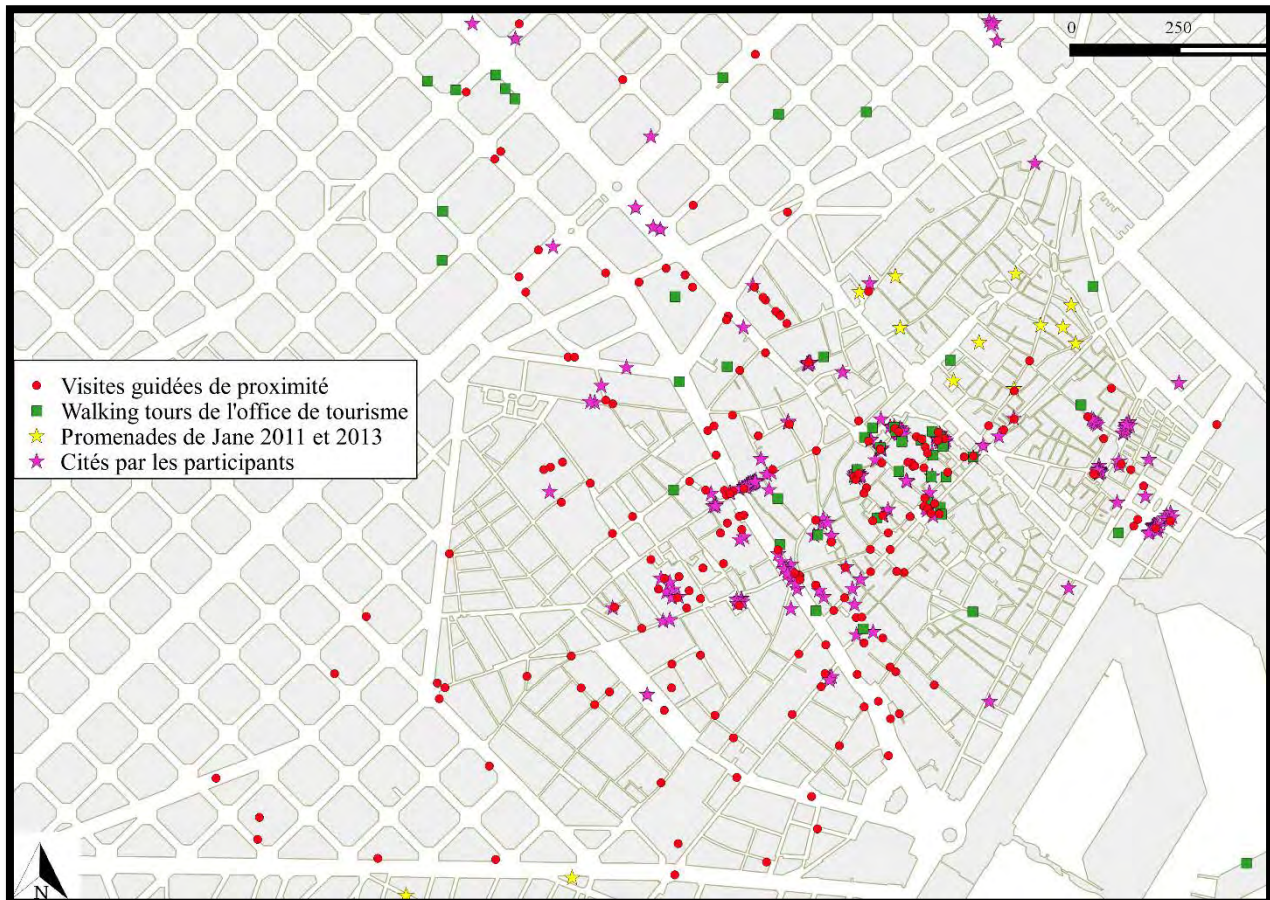 0 250
Visites guidées de proximité
Walking tours de l'office de tourisme
Promenades de Jane 2011 et 2013
Cités par les participants
N